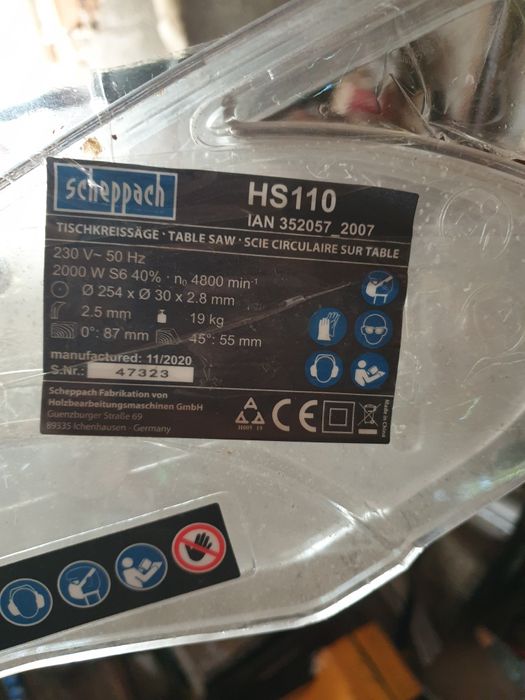 scheppach
HS110
IAN 352057_2007
TISCHKREISSÄGE · TABLE SAW · SCIE CIRCULAIRE SUR TABLE
230 V~ 50 Hz
2000 W S6 40% · n₀ 4800 min⁻¹
Ø 254 x Ø 30 x 2.8 mm
2.5 mm 19 kg
0°: 87 mm 45°: 55 mm
manufactured: 11/2020
S.Nr.: 47323
Scheppach Fabrikation von
Holzbearbeitungsmaschinen GmbH
Guenzburger Straße 69
89335 Ichenhausen · Germany
CE
Made in China